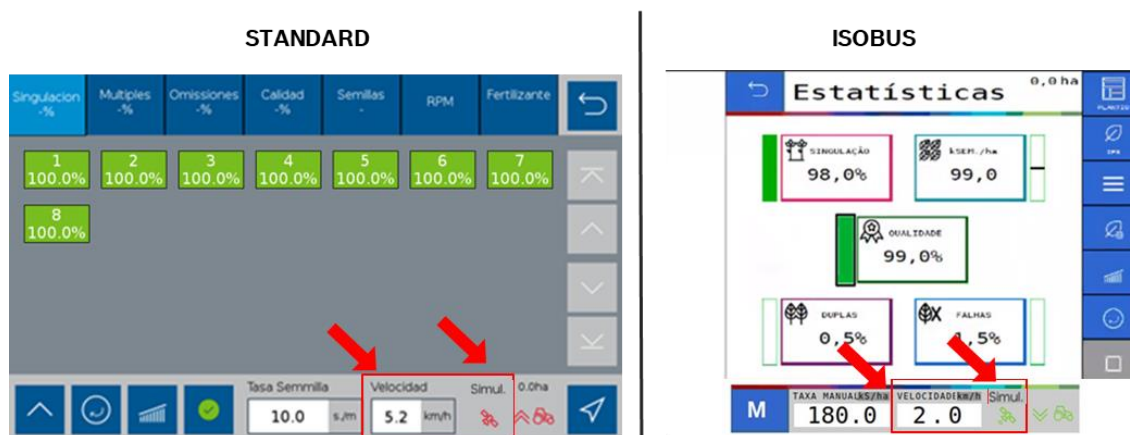 STANDARD
Singulacion
-%
Multiples
-%
Omissiones
-%
Calidad
-%
Semillas
-
RPM
Fertilizante
1
100.0%
2
100.0%
3
100.0%
4
100.0%
5
100.0%
6
100.0%
7
100.0%
8
100.0%
Tasa Semmilla
10.0 s./m
Velocidad
5.2 km/h
Simul.
0.0ha
ISOBUS
Estatísticas
0,0ha
PLANTIO
SINGULAÇÃO
98,0%
kSEM./ha
99,0
QUALIDADE
99,0%
DUPLAS
0,5%
FALHAS
1,5%
M
TAXA MANUAL kS/ha
180.0
VELOCIDADE km/h
2.0
Simul.